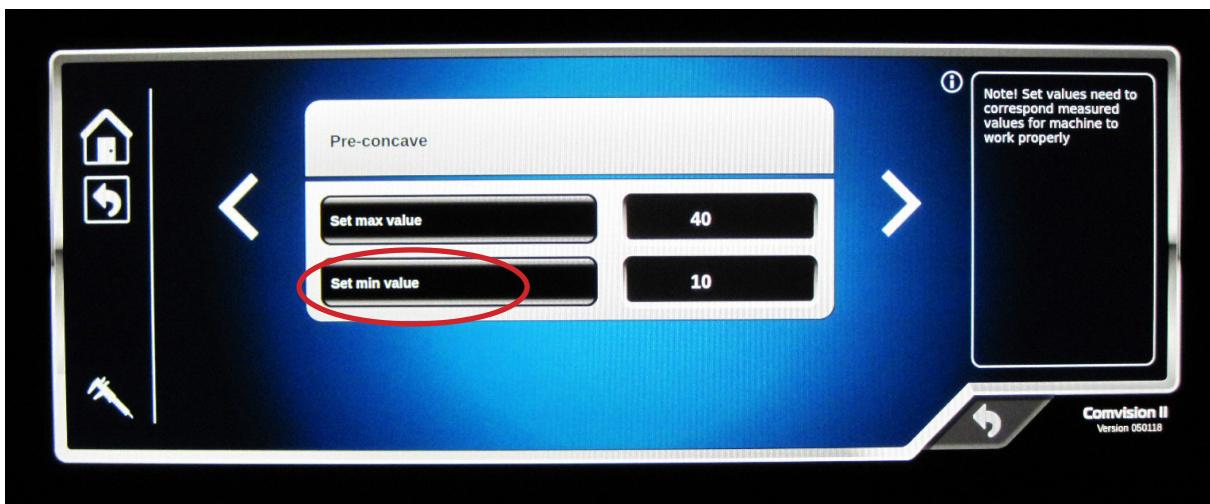 Pre-concave
Set max value
40
Set min value
10
Note! Set values need to
correspond measured
values for machine to
work properly
Comvision II
Version 050118